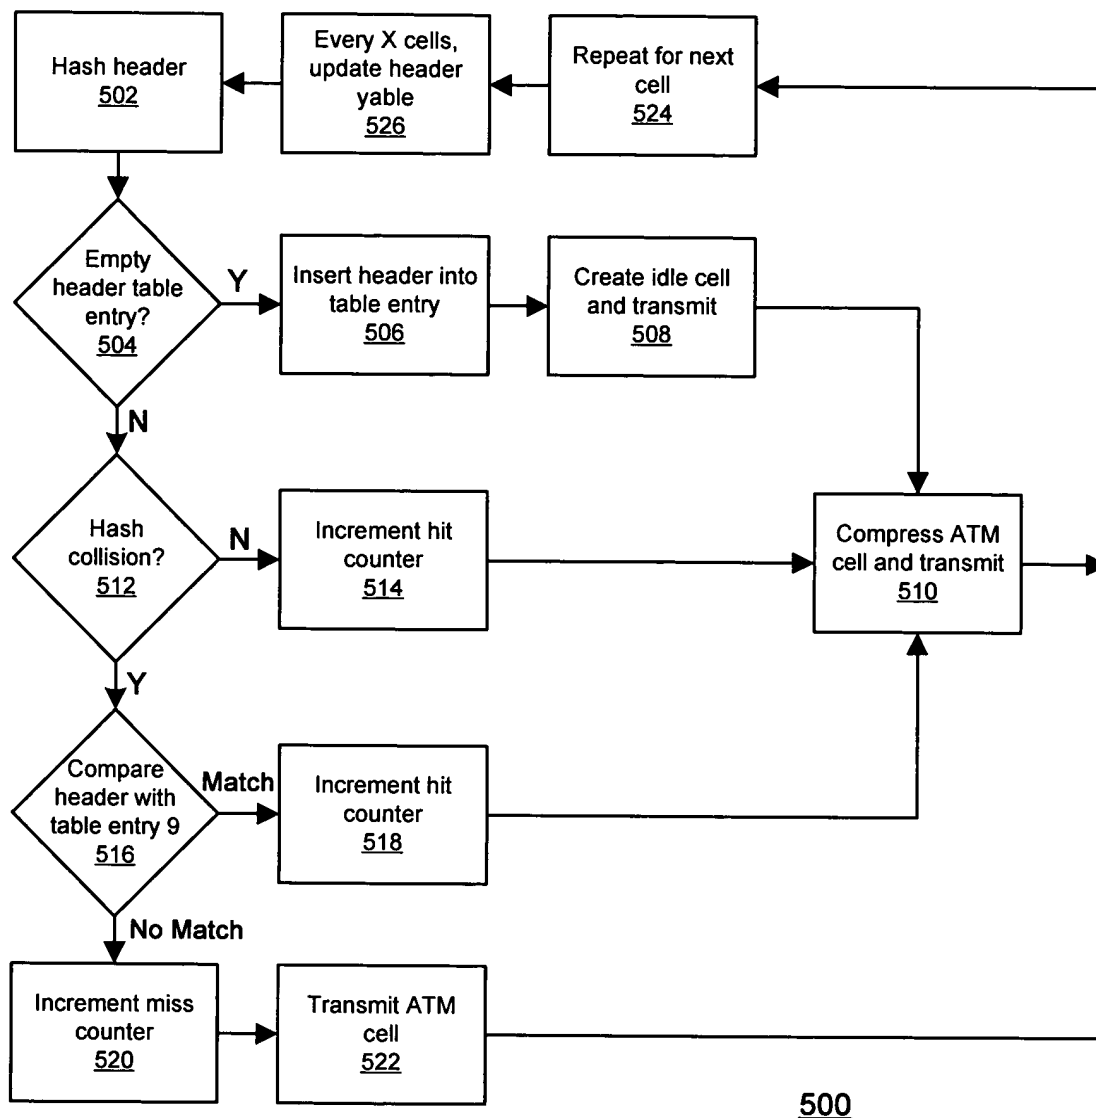 Hash header
502
Every X cells,
update header
yable
526
Repeat for next
cell
524
Empty
header table
entry?
504
Y
Insert header into
table entry
506
Create idle cell
and transmit
508
N
Hash
collision?
512
N
Increment hit
counter
514
Compress ATM
cell and transmit
510
Y
Compare
header with
table entry 9
516
Match
Increment hit
counter
518
No Match
Increment miss
counter
520
Transmit ATM
cell
522
500